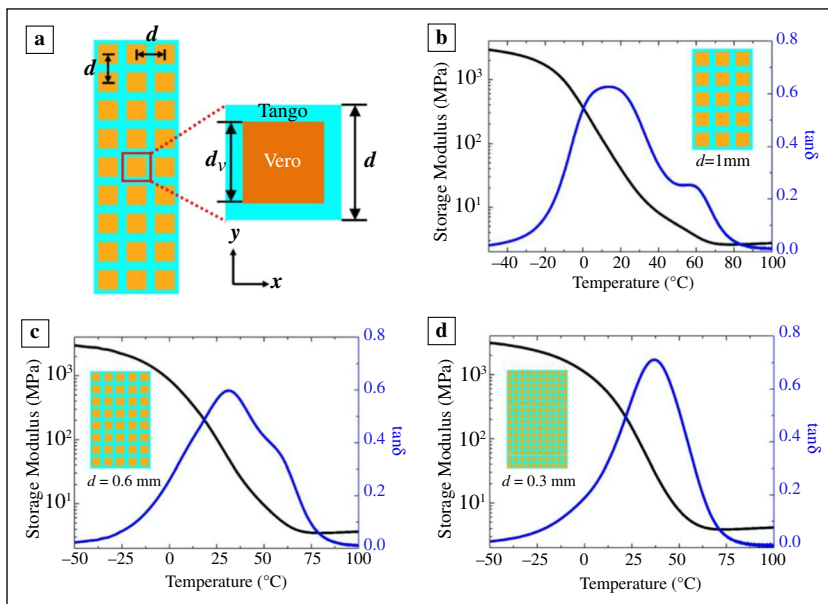 a
d
d
Tango
Vero
d_v
d
y
x
b
Storage Modulus (MPa)
10^3
10^2
10^1
0.8
0.6
0.4
0.2
0.0
tanδ
d=1mm
−40 −20 0 20 40 60 80 100
Temperature (°C)
c
Storage Modulus (MPa)
10^3
10^2
10^1
0.8
0.6
0.4
0.2
0.0
tanδ
d = 0.6 mm
−50 −25 0 25 50 75 100
Temperature (°C)
d
Storage Modulus (MPa)
10^3
10^2
10^1
0.8
0.6
0.4
0.2
0.0
tanδ
d = 0.3 mm
−50 −25 0 25 50 75 100
Temperature (°C)